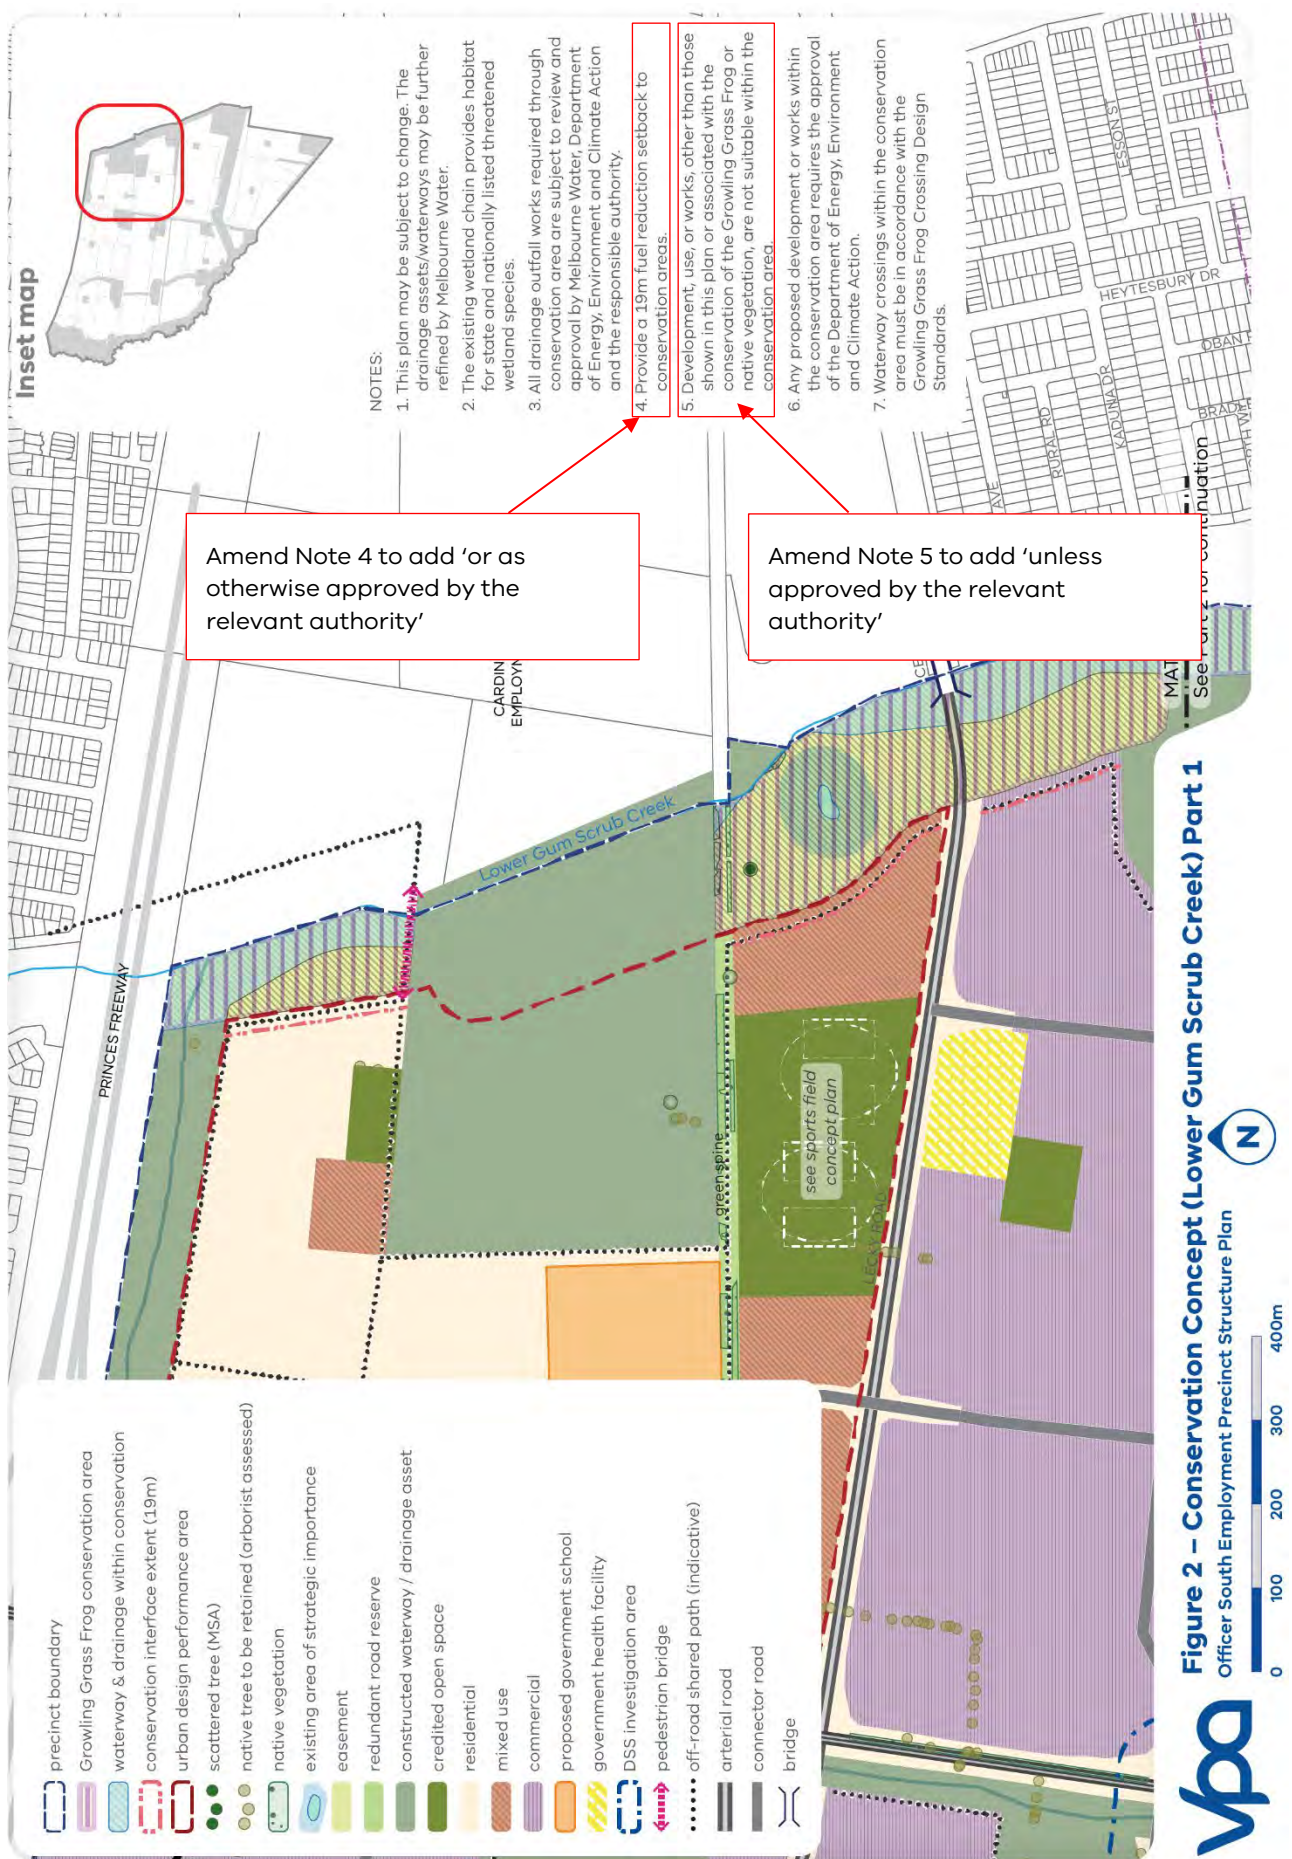 Inset map
NOTES:
1. This plan may be subject to change. The
drainage assets/waterways may be further
refined by Melbourne Water.
2. The existing wetland chain provides habitat
for state and nationally listed threatened
wetland species.
3. All drainage outfall works required through
conservation area are subject to review and
approval by Melbourne Water, Department
of Energy, Environment and Climate Action
and the responsible authority.
4. Provide a 19m fuel reduction setback to
conservation areas.
5. Development, use, or works, other than those
shown in this plan or associated with the
conservation of the Growling Grass Frog or
native vegetation, are not suitable within the
conservation area.
6. Any proposed development or works within
the conservation area requires the approval
of the Department of Energy, Environment
and Climate Action.
7. Waterway crossings within the conservation
area must be in accordance with the
Growling Grass Frog Crossing Design
Standards.
Amend Note 4 to add 'or as
otherwise approved by the
relevant authority'
Amend Note 5 to add 'unless
approved by the relevant
authority'
PRINCES FREEWAY
CARDIN
EMPLOYN
Lower Gum Scrub Creek
green spine
see sports field
concept plan
LECKY ROAD
CE
AVE
RURAL RD
KADUNA DR
HEYTESBURY DR
ESSON S
OBAN
BRAD
MAT
See Part 2 for continuation
precinct boundary
Growling Grass Frog conservation area
waterway & drainage within conservation
conservation interface extent (19m)
urban design performance area
scattered tree (MSA)
native tree to be retained (arborist assessed)
native vegetation
existing area of strategic importance
easement
redundant road reserve
constructed waterway / drainage asset
credited open space
residential
mixed use
commercial
proposed government school
government health facility
DSS investigation area
pedestrian bridge
off-road shared path (indicative)
arterial road
connector road
bridge
vpa
Figure 2 – Conservation Concept (Lower Gum Scrub Creek) Part 1
Officer South Employment Precinct Structure Plan
N
0 100 200 300 400m